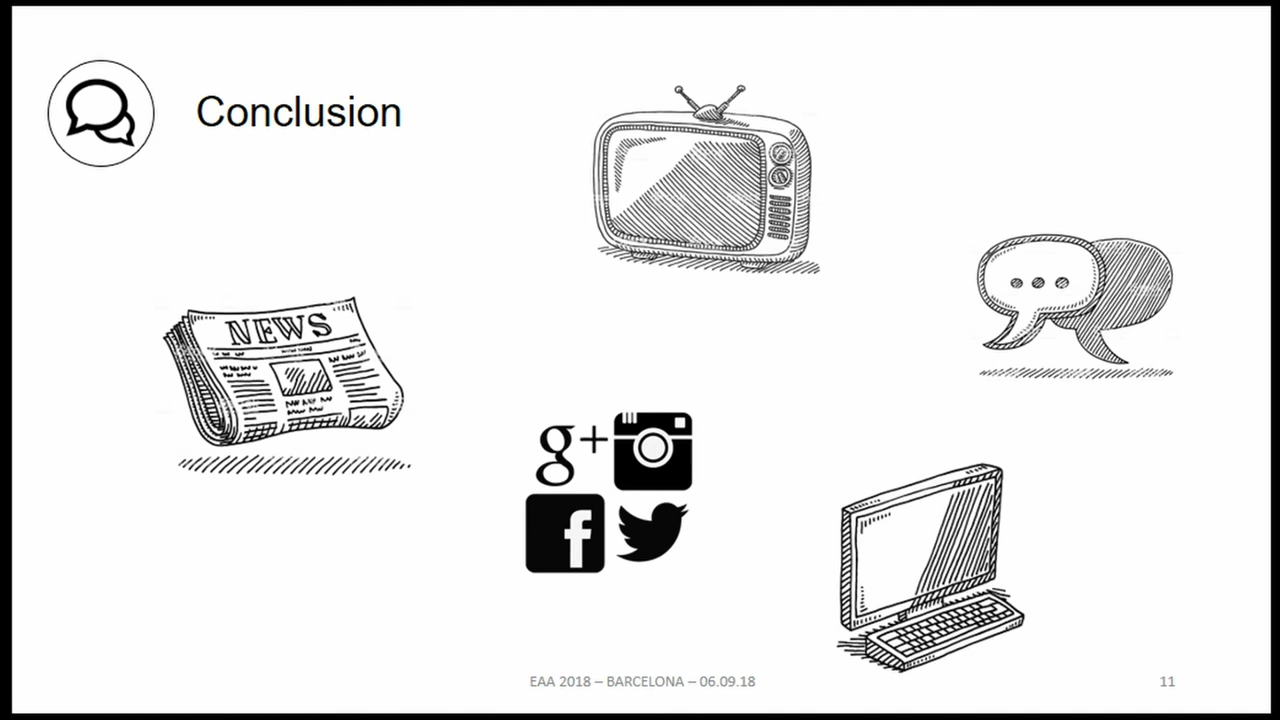 Conclusion
NEWS
g+
f
EAA 2018 – BARCELONA – 06.09.18
11